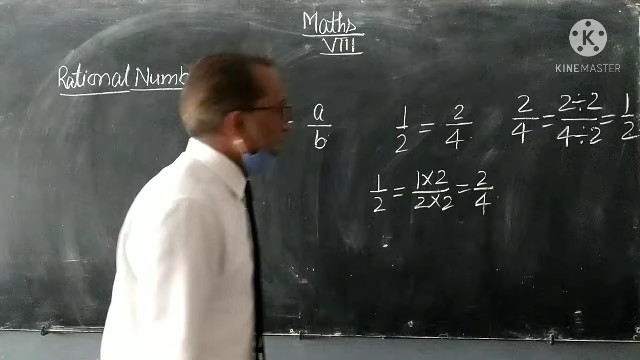 Maths
VIII
KINEMASTER
Rational Numb
= a/b
1/2 = 2/4
2/4 = 2÷2/4÷2 = 1/2
1/2 = 1×2/2×2 = 2/4